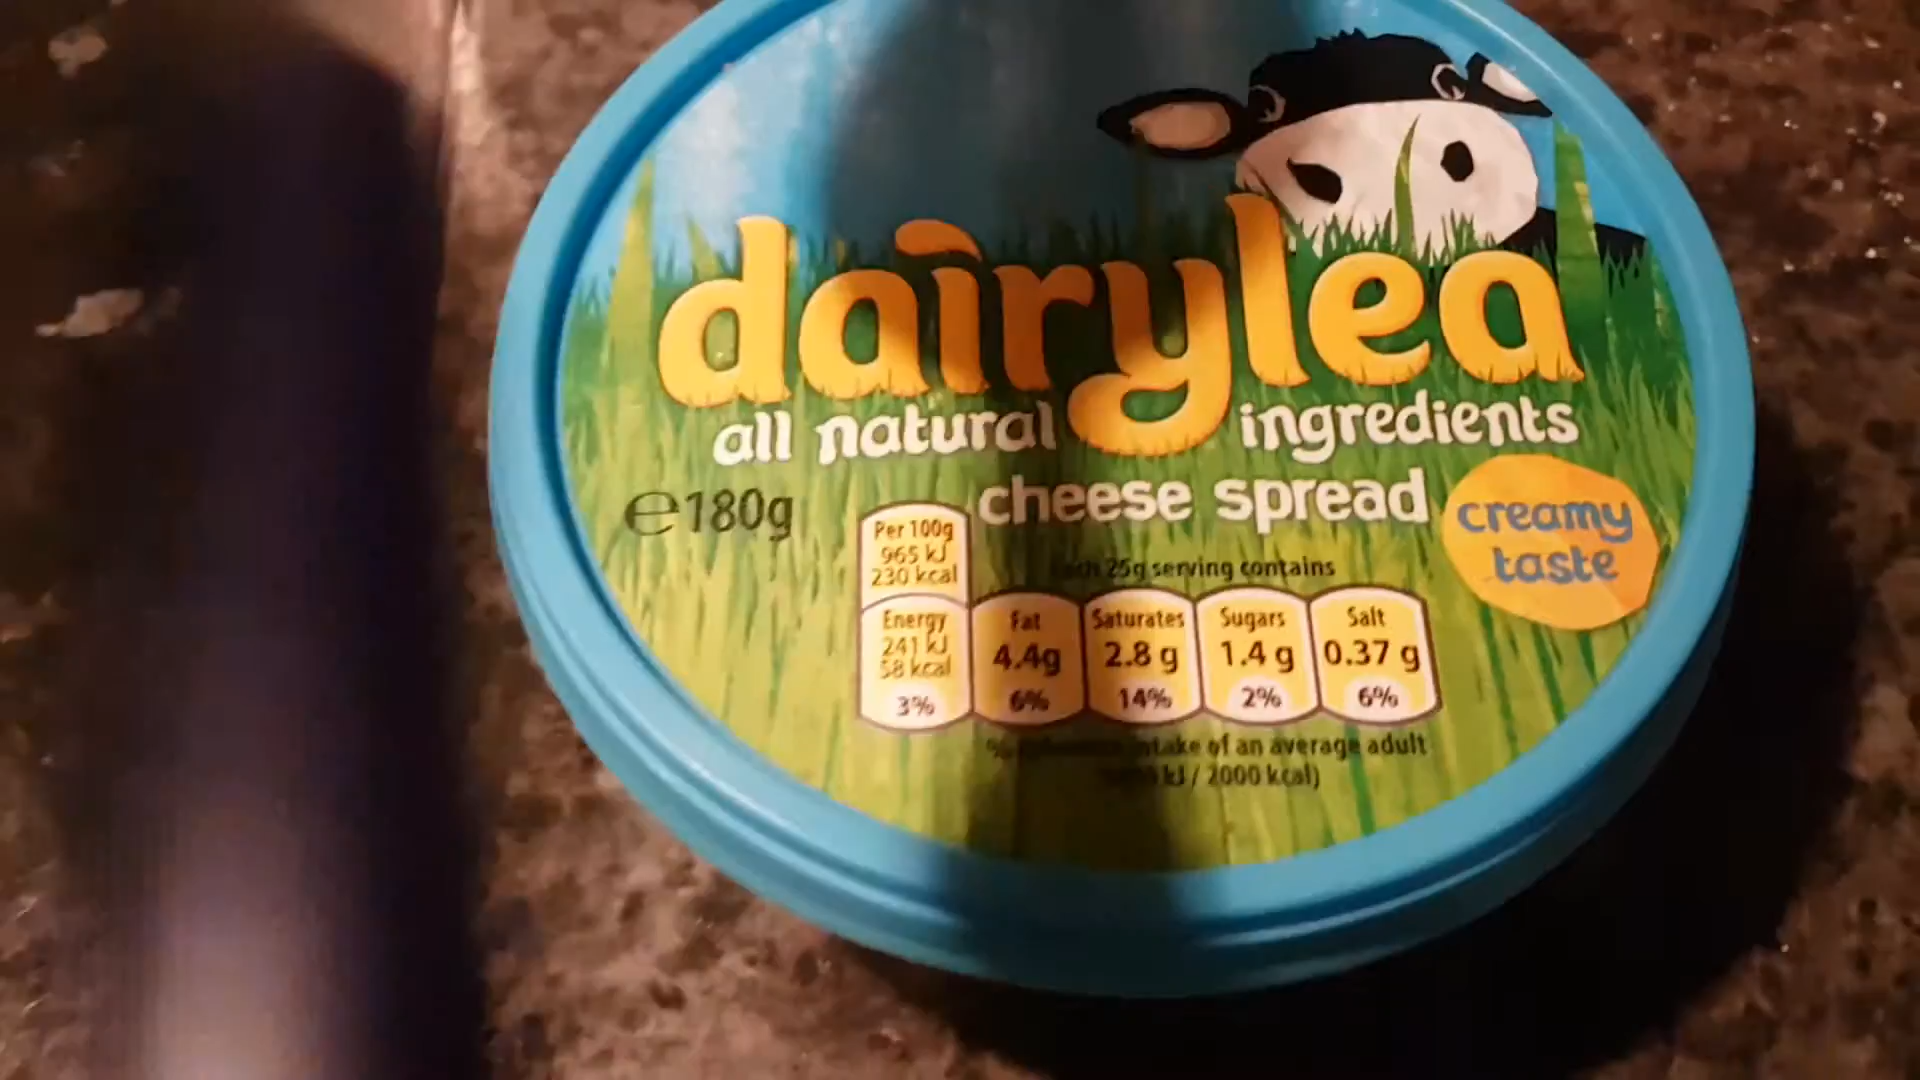 dairylea
all natural ingredients
cheese spread
creamy
taste
℮180g
Per 100g
965 kJ
230 kcal
Each 25g serving contains
Energy
241 kJ
58 kcal
3%
Fat
4.4g
6%
Saturates
2.8 g
14%
Sugars
1.4 g
2%
Salt
0.37 g
6%
% intake of an average adult
kJ / 2000 kcal)